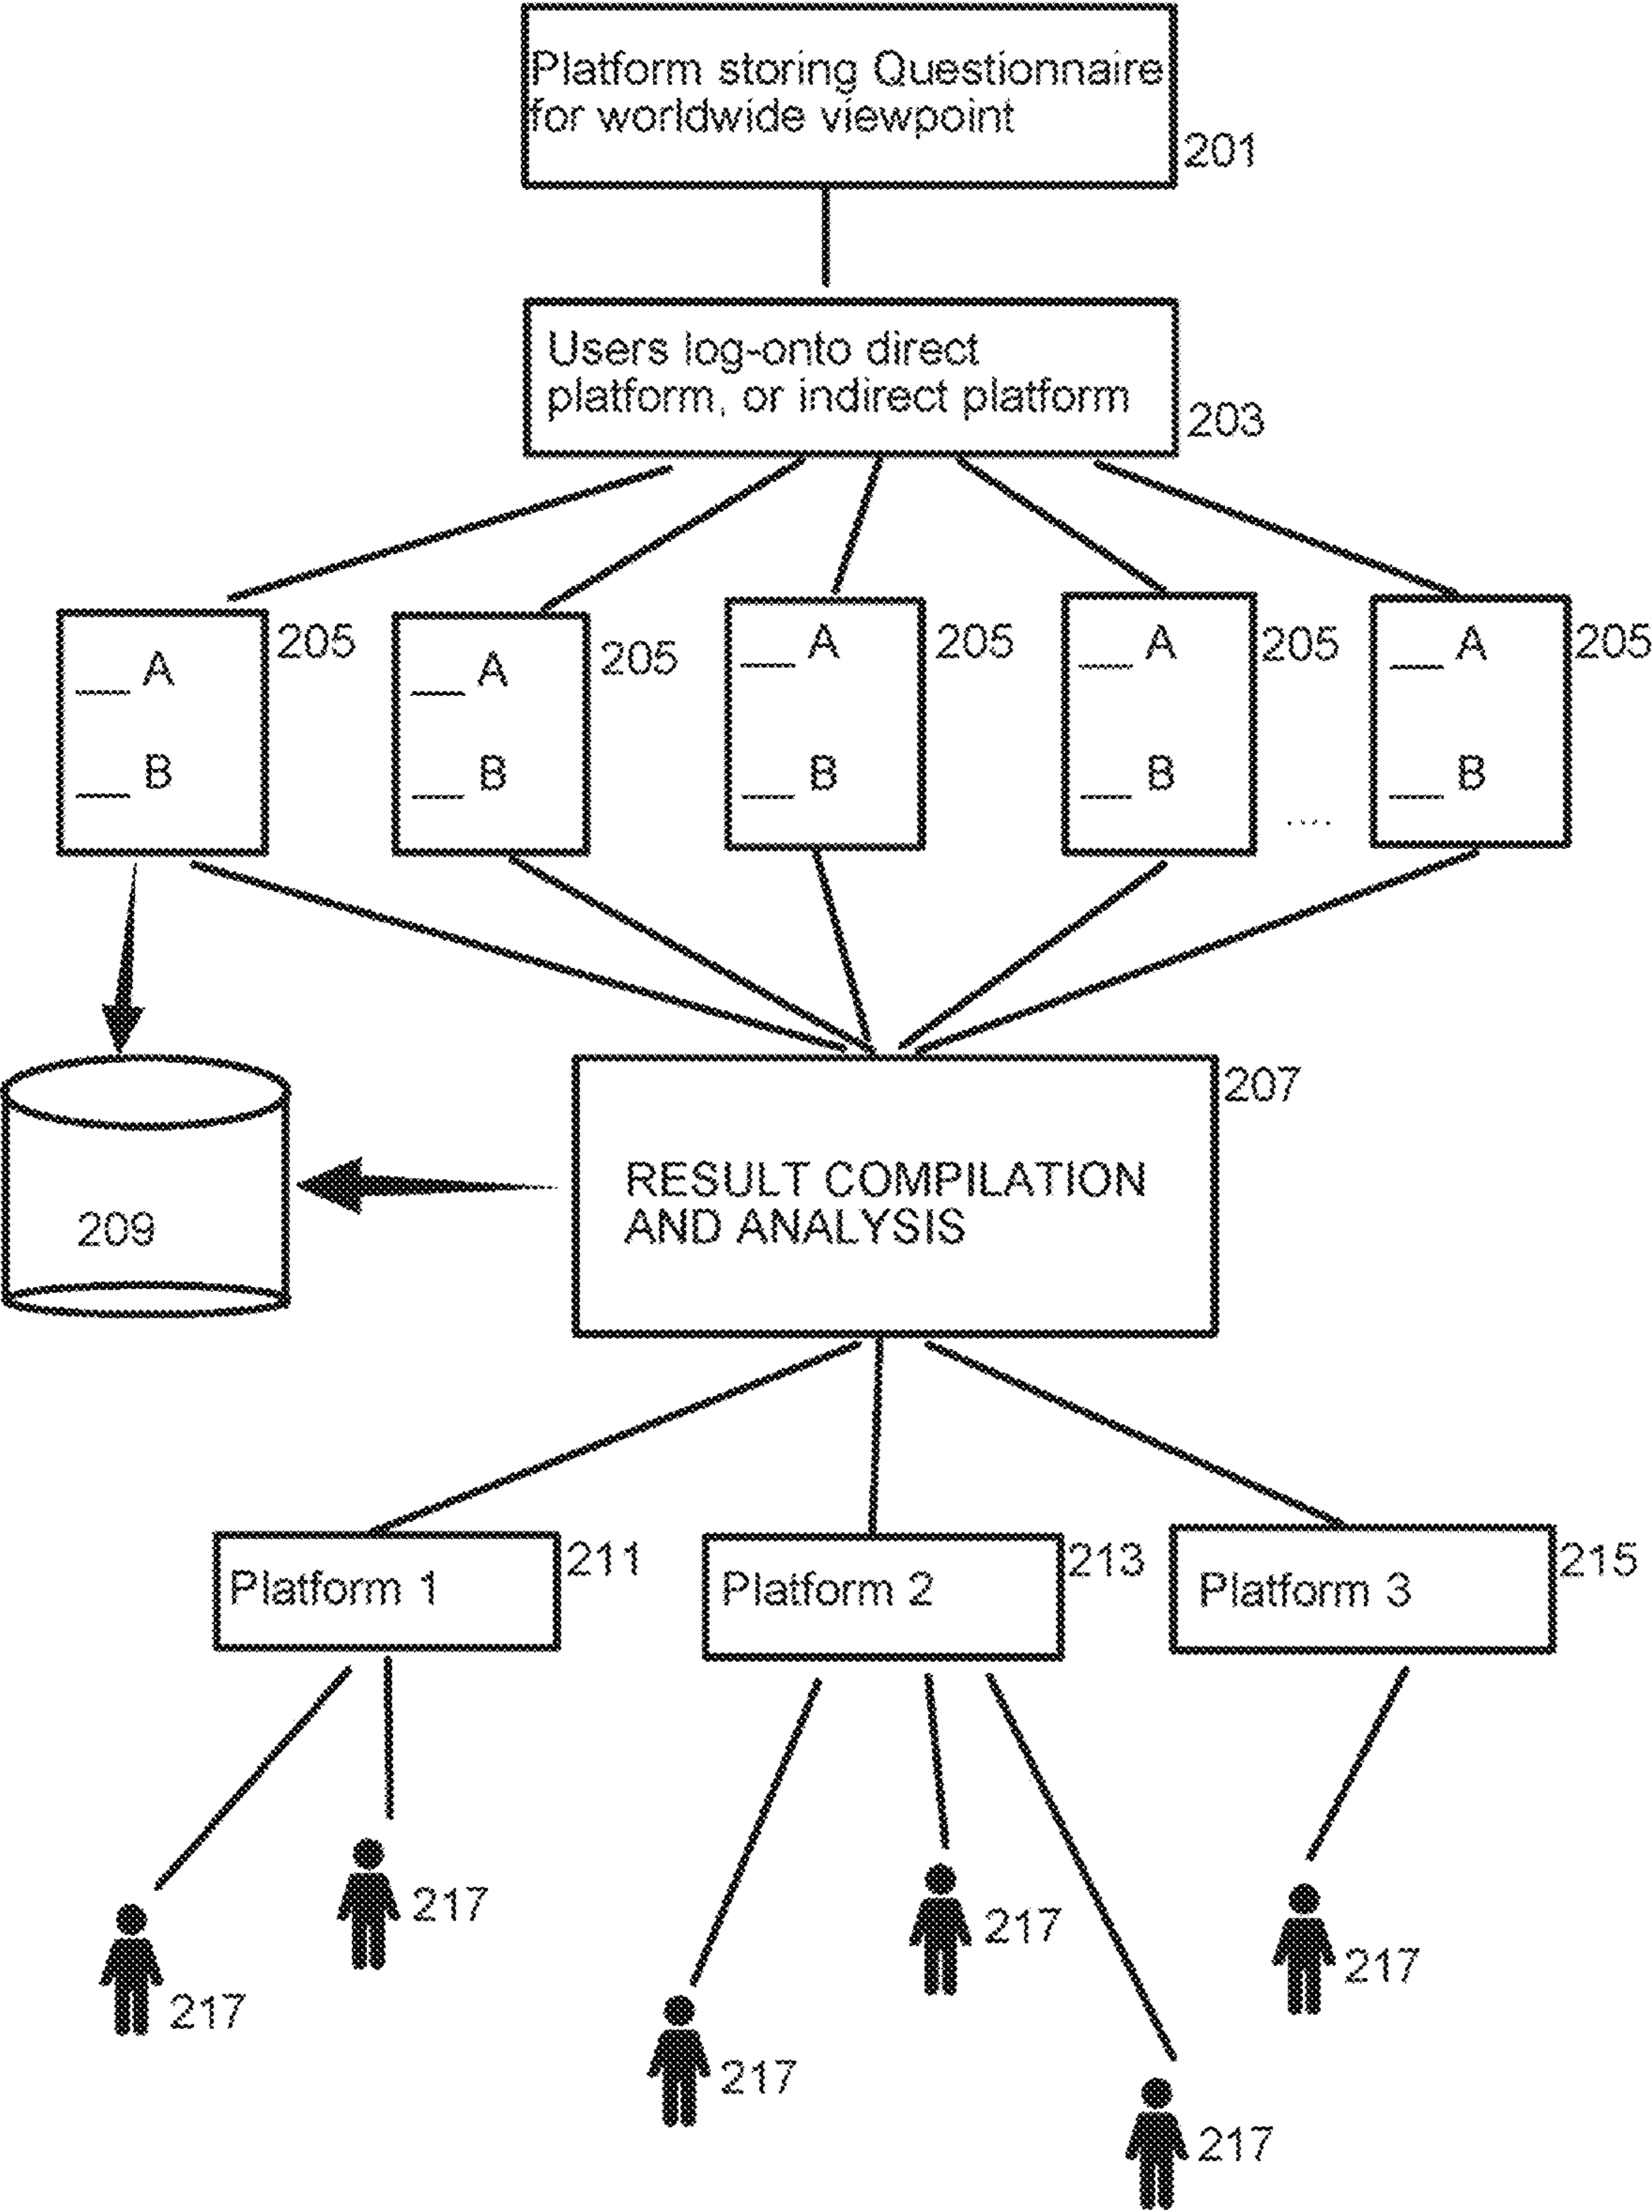 Platform storing Questionnaire
for worldwide viewpoint
201
Users log-onto direct
platform, or indirect platform
203
__ A
__ B
205
__ A
__ B
205
__ A
__ B
205
__ A
__ B
205
....
__ A
__ B
205
207
RESULT COMPILATION
AND ANALYSIS
209
Platform 1
211
Platform 2
213
Platform 3
215
217
217
217
217
217
217